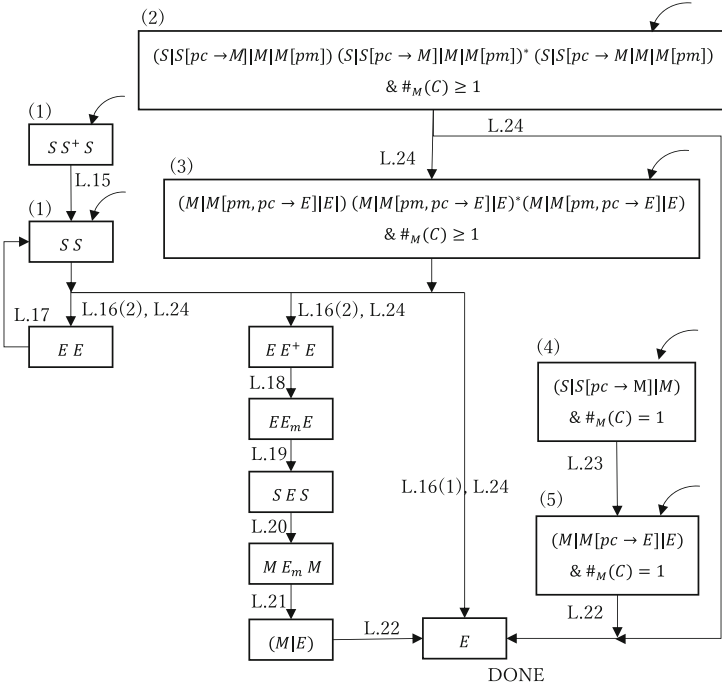 (2)
(S|S[pc →M]|M|M[pm]) (S|S[pc → M]|M|M[pm])* (S|S[pc → M|M|M[pm])
& #_M(C) ≥ 1
(1)
S S⁺ S
L.24
L.24
(3)
L.15
(M|M[pm, pc → E]|E|) (M|M[pm, pc → E]|E)*(M|M[pm, pc → E]|E)
& #_M(C) ≥ 1
(1)
S S
L.17
L.16(2), L.24
L.16(2), L.24
E E
E E⁺ E
(4)
L.18
(S|S[pc → M]|M)
& #_M(C) = 1
EE_mE
L.19
L.23
S E S
L.16(1), L.24
(5)
L.20
(M|M[pc → E]|E)
& #_M(C) = 1
M E_m M
L.21
L.22
(M|E)
L.22
E
DONE